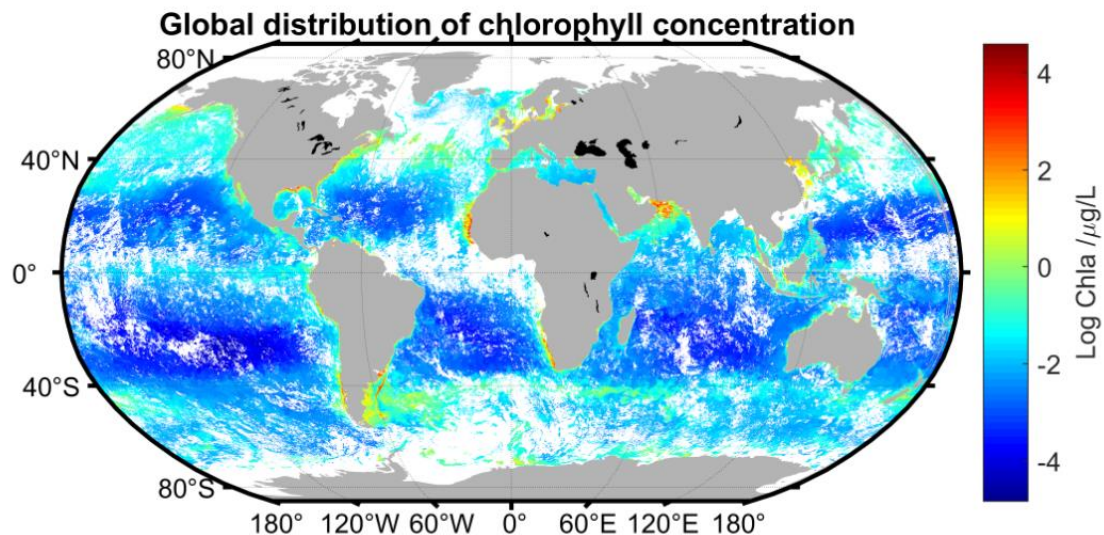 Global distribution of chlorophyll concentration
80°N
40°N
0°
40°S
80°S
180° 120°W 60°W 0° 60°E 120°E 180°
4
2
0
-2
-4
Log Chla /μg/L